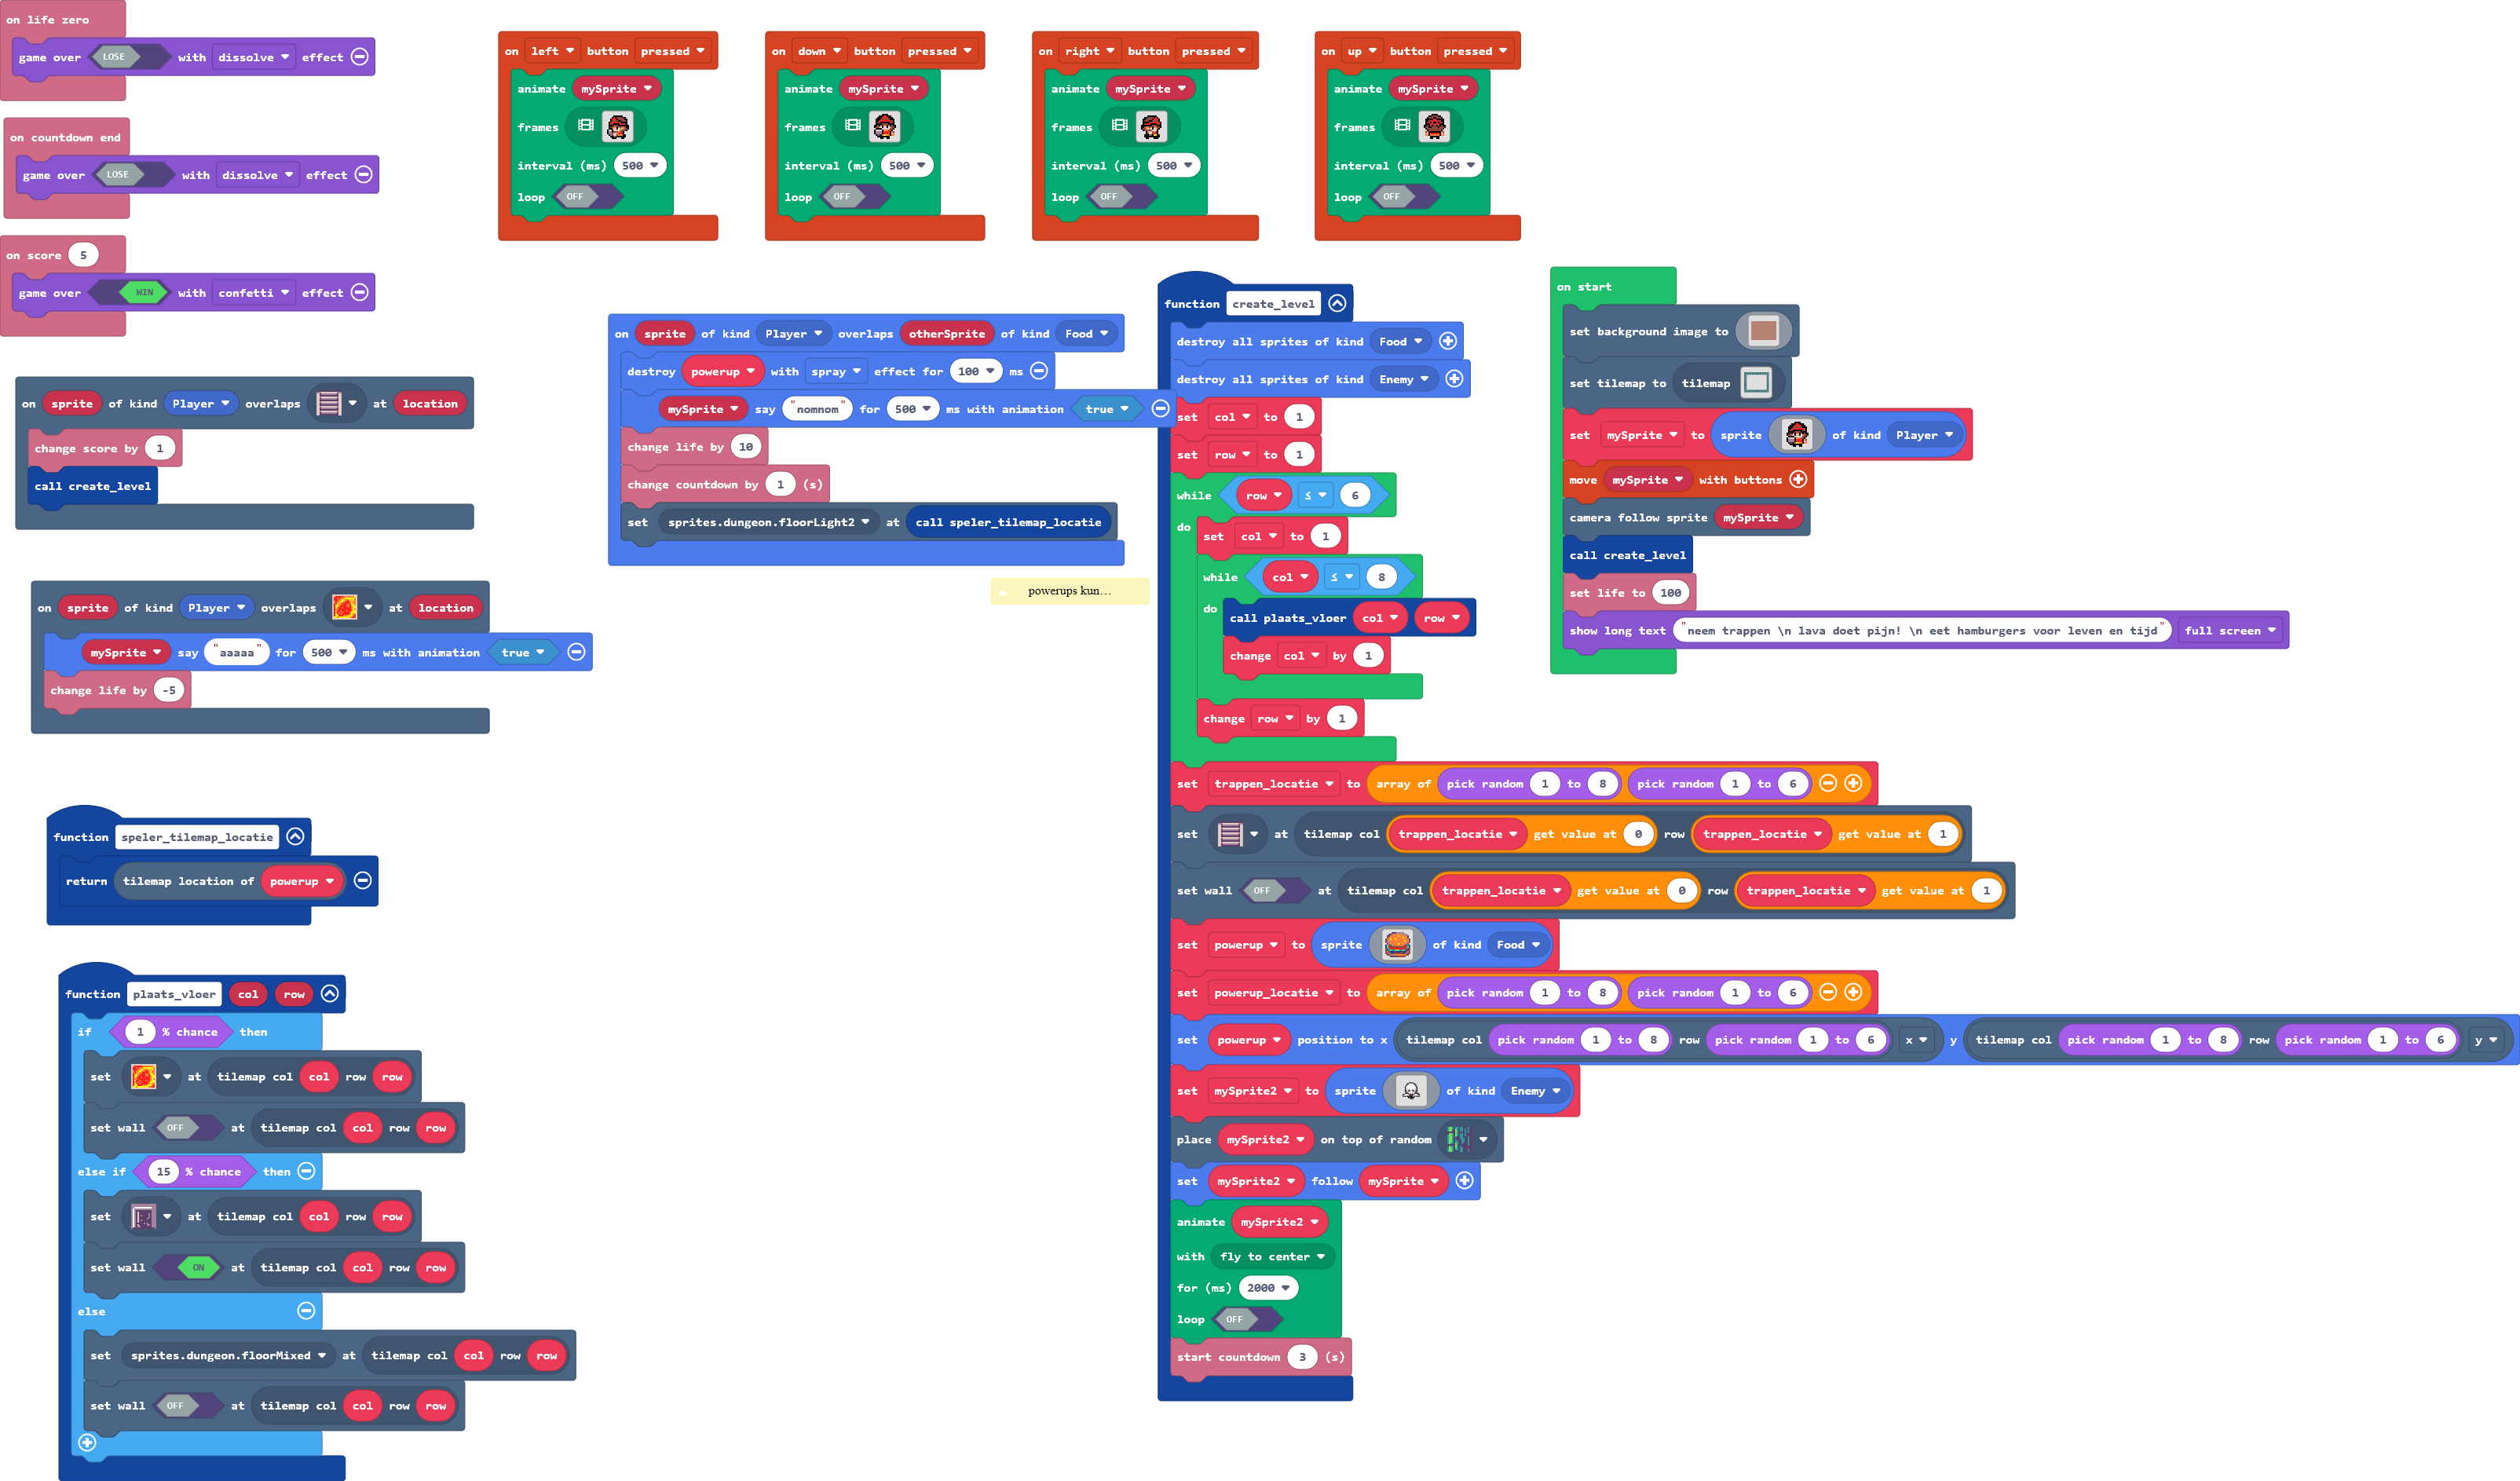 on life zero
game over LOSE with dissolve effect
on countdown end
game over LOSE with dissolve effect
on score 5
game over WIN with confetti effect
on left button pressed
animate mySprite
frames
interval (ms) 500
loop OFF
on down button pressed
animate mySprite
frames
interval (ms) 500
loop OFF
on right button pressed
animate mySprite
frames
interval (ms) 500
loop OFF
on up button pressed
animate mySprite
frames
interval (ms) 500
loop OFF
on sprite of kind Player overlaps at location
change score by 1
call create_level
on sprite of kind Player overlaps at location
mySprite say "aaaaa" for 500 ms with animation true
change life by -5
function speler_tilemap_locatie
return tilemap location of powerup
function plaats_vloer col row
if 1 % chance then
set at tilemap col col row row
set wall OFF at tilemap col col row row
else if 15 % chance then
set at tilemap col col row row
set wall ON at tilemap col col row row
else
set sprites.dungeon.floorMixed at tilemap col col row row
set wall OFF at tilemap col col row row
on sprite of kind Player overlaps otherSprite of kind Food
destroy powerup with spray effect for 100 ms
mySprite say "nomnom" for 500 ms with animation true
change life by 10
change countdown by 1 (s)
set sprites.dungeon.floorLight2 at call speler_tilemap_locatie
powerups kun...
function create_level
destroy all sprites of kind Food
destroy all sprites of kind Enemy
set col to 1
set row to 1
while row ≤ 6
do
set col to 1
while col ≤ 8
do
call plaats_vloer col row
change col by 1
change row by 1
set trappen_locatie to array of pick random 1 to 8 pick random 1 to 6
set at tilemap col trappen_locatie get value at 0 row trappen_locatie get value at 1
set wall OFF at tilemap col trappen_locatie get value at 0 row trappen_locatie get value at 1
set powerup to sprite of kind Food
set powerup_locatie to array of pick random 1 to 8 pick random 1 to 6
set powerup position to x tilemap col pick random 1 to 8 row pick random 1 to 6 x y tilemap col pick random 1 to 8 row pick random 1 to 6 y
set mySprite2 to sprite of kind Enemy
place mySprite2 on top of random
set mySprite2 follow mySprite
animate mySprite2
with fly to center
for (ms) 2000
loop OFF
start countdown 3 (s)
on start
set background image to
set tilemap to tilemap
set mySprite to sprite of kind Player
move mySprite with buttons
camera follow sprite mySprite
call create_level
set life to 100
show long text "neem trappen \n lava doet pijn! \n eet hamburgers voor leven en tijd" full screen